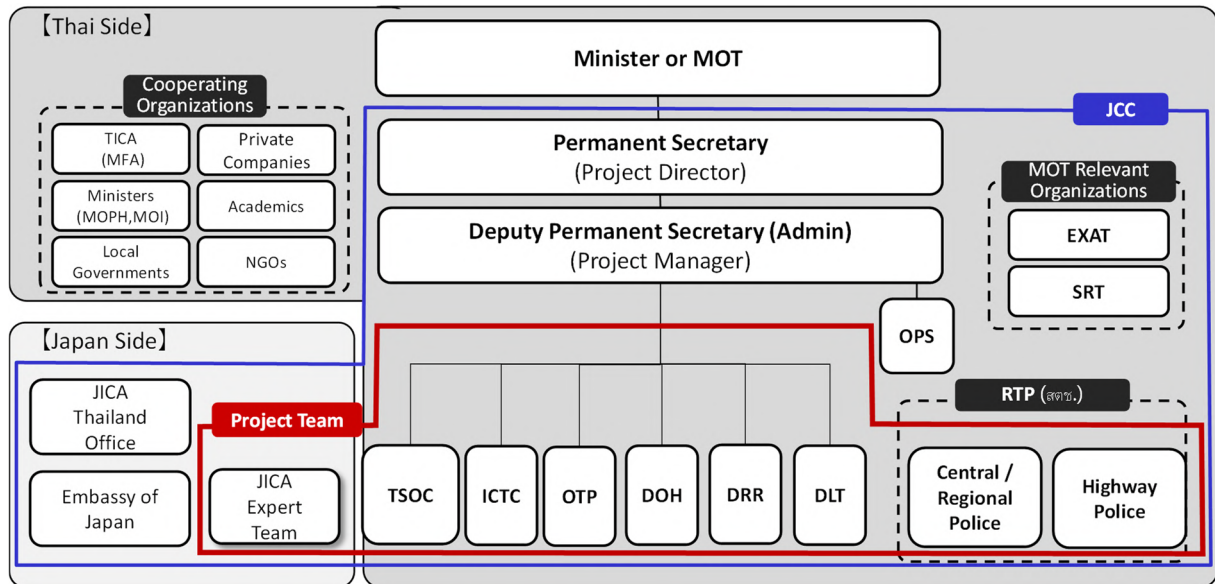 【Thai Side】
Minister or MOT
Cooperating
Organizations
TICA
(MFA)
Private
Companies
Ministers
(MOPH,MOI)
Academics
Local
Governments
NGOs
JCC
Permanent Secretary
(Project Director)
Deputy Permanent Secretary (Admin)
(Project Manager)
MOT Relevant
Organizations
EXAT
SRT
OPS
【Japan Side】
JICA
Thailand
Office
Embassy of
Japan
Project Team
JICA
Expert
Team
TSOC
ICTC
OTP
DOH
DRR
DLT
RTP (สตช.)
Central /
Regional
Police
Highway
Police